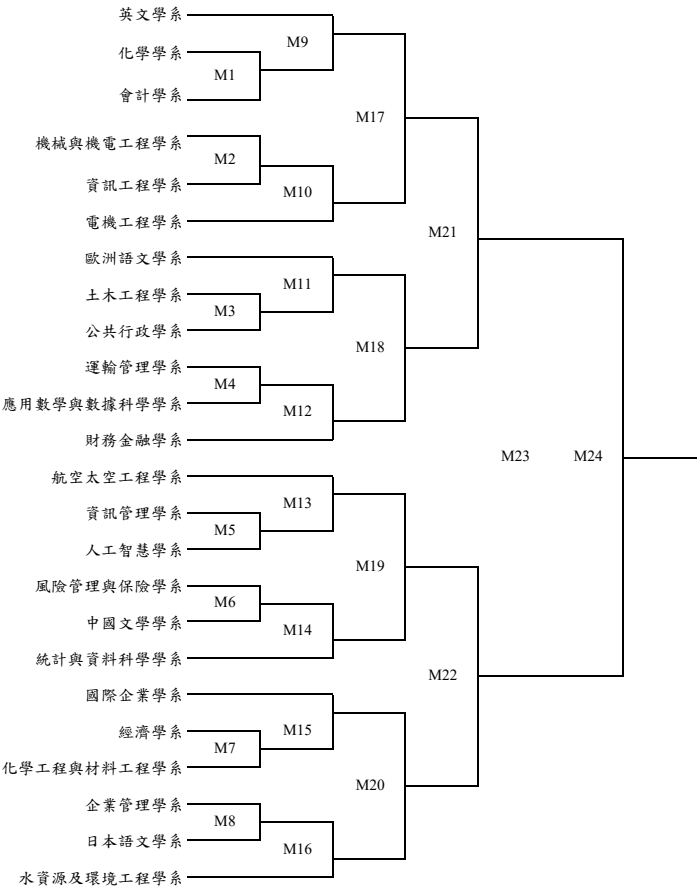 英文學系
M9
化學學系
M1
會計學系
M17
機械與機電工程學系
M2
資訊工程學系
M10
電機工程學系
M21
歐洲語文學系
M11
土木工程學系
M3
公共行政學系
M18
運輸管理學系
M4
應用數學與數據科學學系
M12
財務金融學系
M23 M24
航空太空工程學系
M13
資訊管理學系
M5
人工智慧學系
M19
風險管理與保險學系
M6
中國文學學系
M14
統計與資料科學學系
M22
國際企業學系
M15
經濟學系
M7
化學工程與材料工程學系
M20
企業管理學系
M8
日本語文學系
M16
水資源及環境工程學系